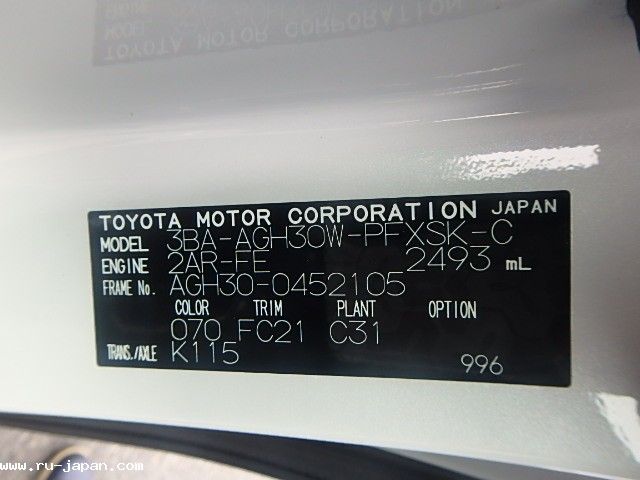 TOYOTA MOTOR CORPORATION JAPAN
MODEL 3BA-AGH30W-PFXSK-C
ENGINE 2AR-FE 2493 mL
FRAME No. AGH30-0452105
COLOR TRIM PLANT OPTION
070 FC21 C31
TRANS./AXLE K115
996
www.ru-japan.com